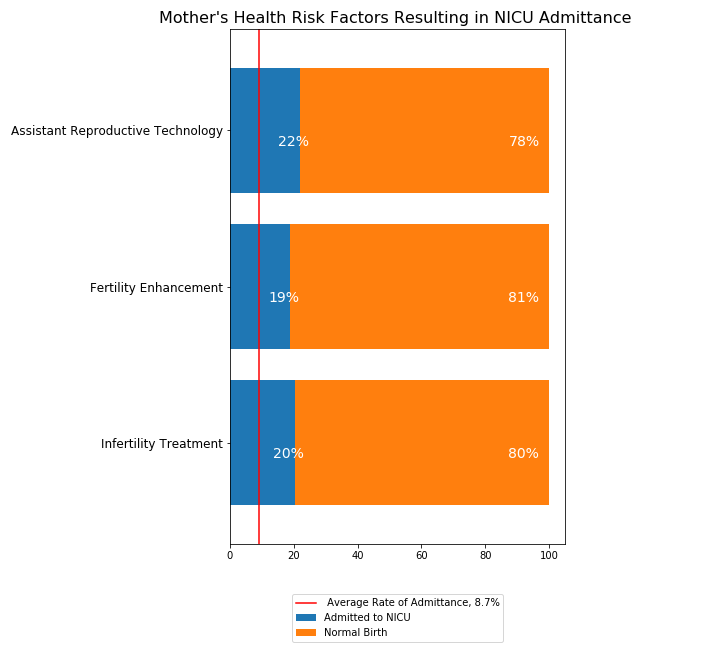 Mother's Health Risk Factors Resulting in NICU Admittance
Assistant Reproductive Technology
22%
78%
Fertility Enhancement
19%
81%
Infertility Treatment
20%
80%
0 20 40 60 80 100
Average Rate of Admittance, 8.7%
Admitted to NICU
Normal Birth